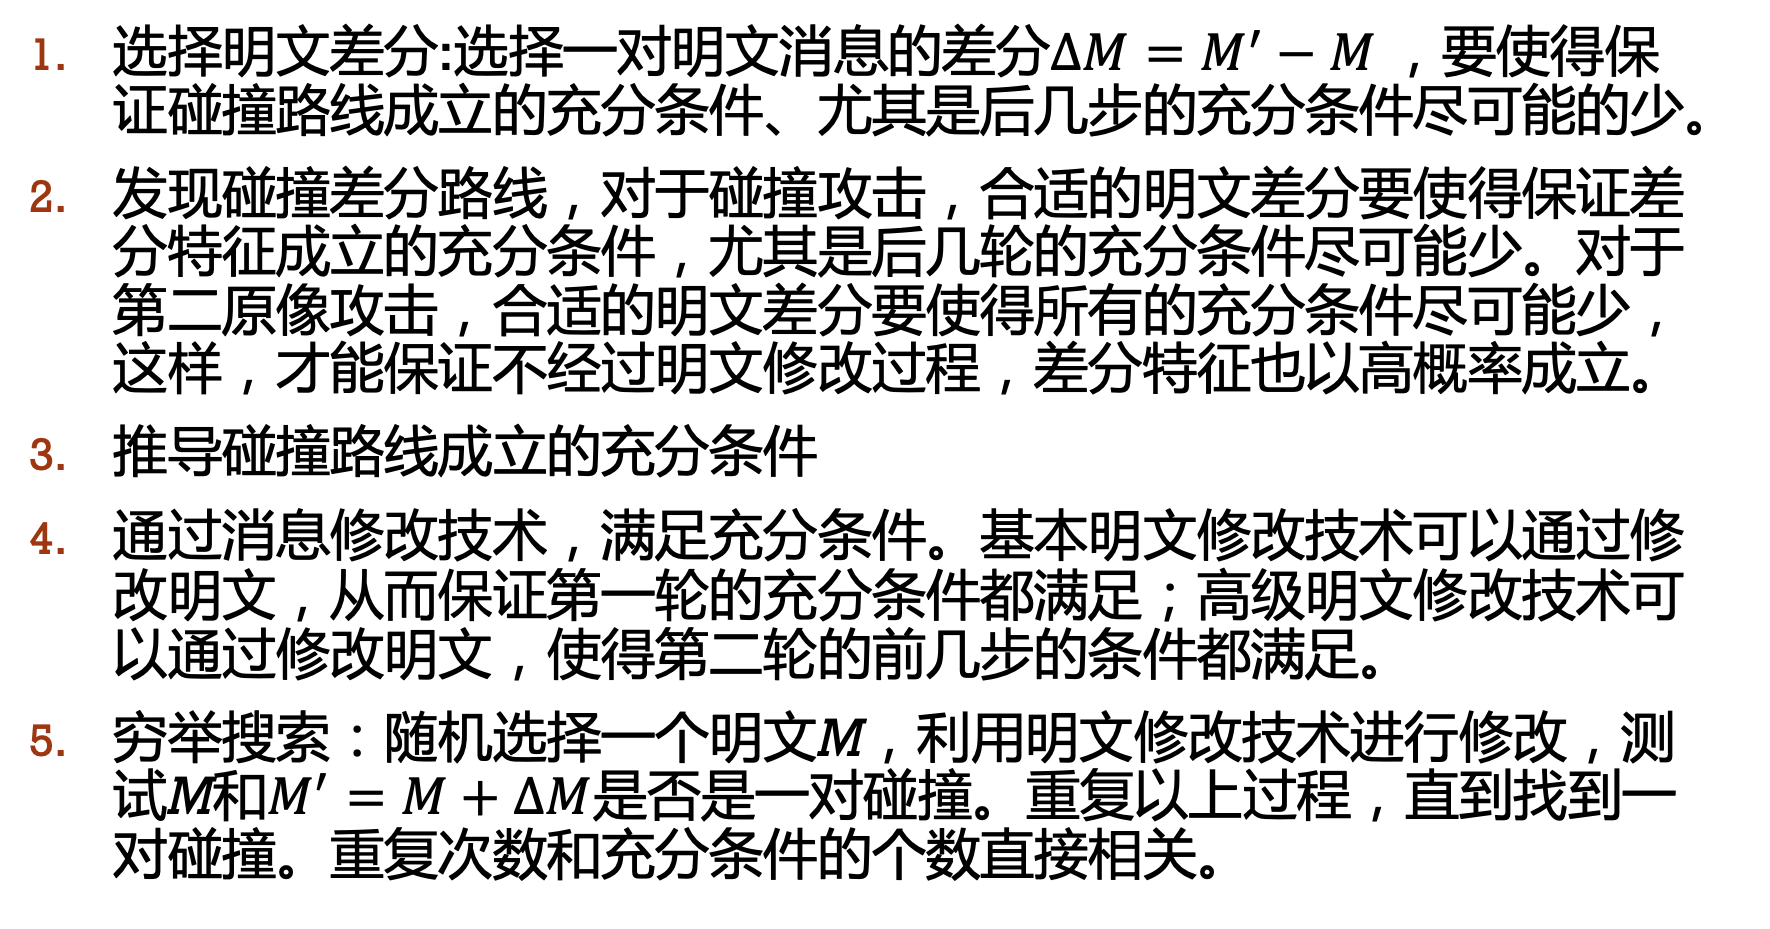 1. 选择明文差分:选择一对明文消息的差分ΔM = M′ − M ，要使得保
证碰撞路线成立的充分条件、尤其是后几步的充分条件尽可能的少。
2. 发现碰撞差分路线，对于碰撞攻击，合适的明文差分要使得保证差
分特征成立的充分条件，尤其是后几轮的充分条件尽可能少。对于
第二原像攻击，合适的明文差分要使得所有的充分条件尽可能少，
这样，才能保证不经过明文修改过程，差分特征也以高概率成立。
3. 推导碰撞路线成立的充分条件
4. 通过消息修改技术，满足充分条件。基本明文修改技术可以通过修
改明文，从而保证第一轮的充分条件都满足；高级明文修改技术可
以通过修改明文，使得第二轮的前几步的条件都满足。
5. 穷举搜索：随机选择一个明文M，利用明文修改技术进行修改，测
试M和M′ = M + ΔM是否是一对碰撞。重复以上过程，直到找到一
对碰撞。重复次数和充分条件的个数直接相关。